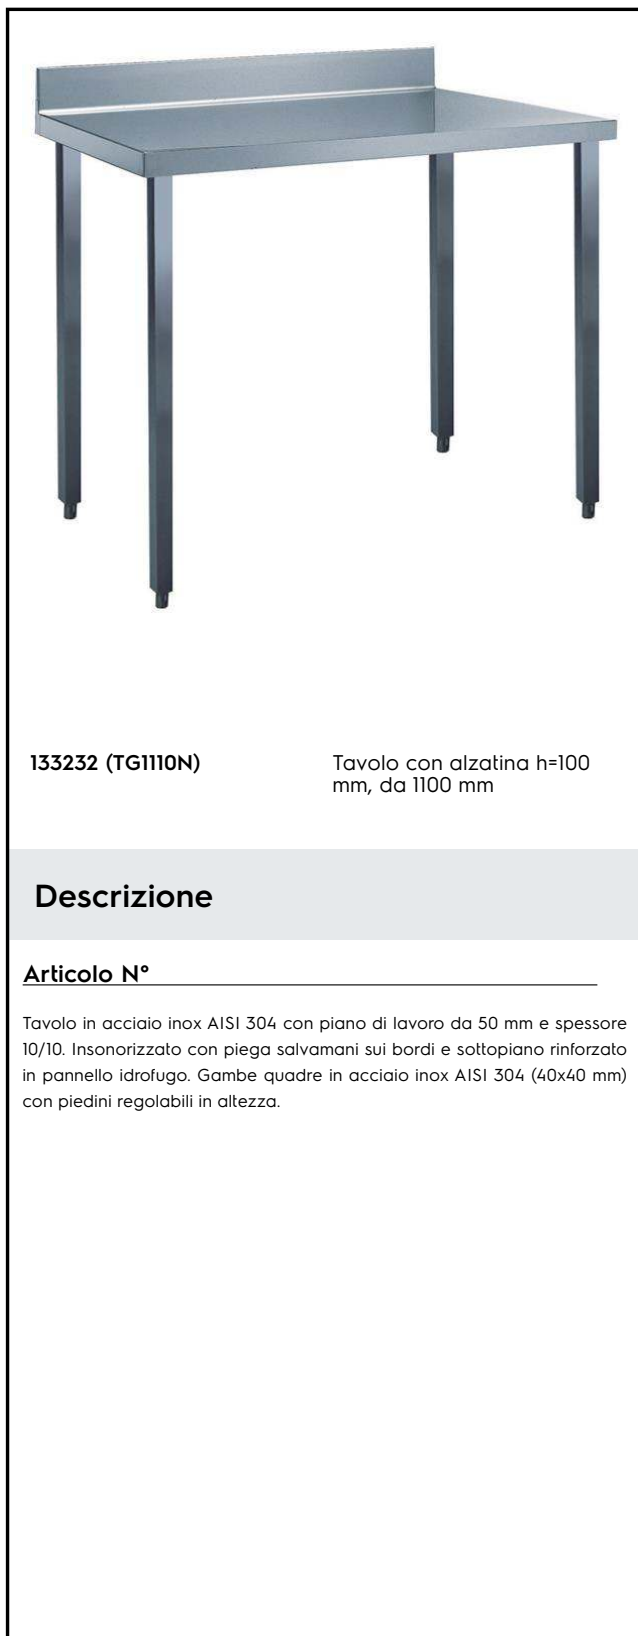 133232 (TG1110N)
Tavolo con alzatina h=100
mm, da 1100 mm
Descrizione
Articolo N°
Tavolo in acciaio inox AISI 304 con piano di lavoro da 50 mm e spessore
10/10. Insonorizzato con piega salvamani sui bordi e sottopiano rinforzato
in pannello idrofugo. Gambe quadre in acciaio inox AISI 304 (40x40 mm)
con piedini regolabili in altezza.